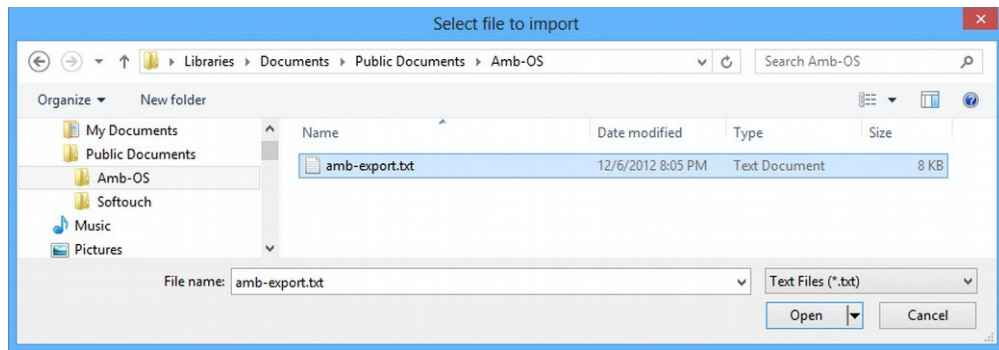 Select file to import
Libraries Documents Public Documents Amb-OS Search Amb-OS
Organize New folder
My Documents
Public Documents
Amb-OS
Softouch
Music
Pictures
Name Date modified Type Size
amb-export.txt 12/6/2012 8:05 PM Text Document 8 KB
File name: amb-export.txt Text Files (*.txt)
Open Cancel